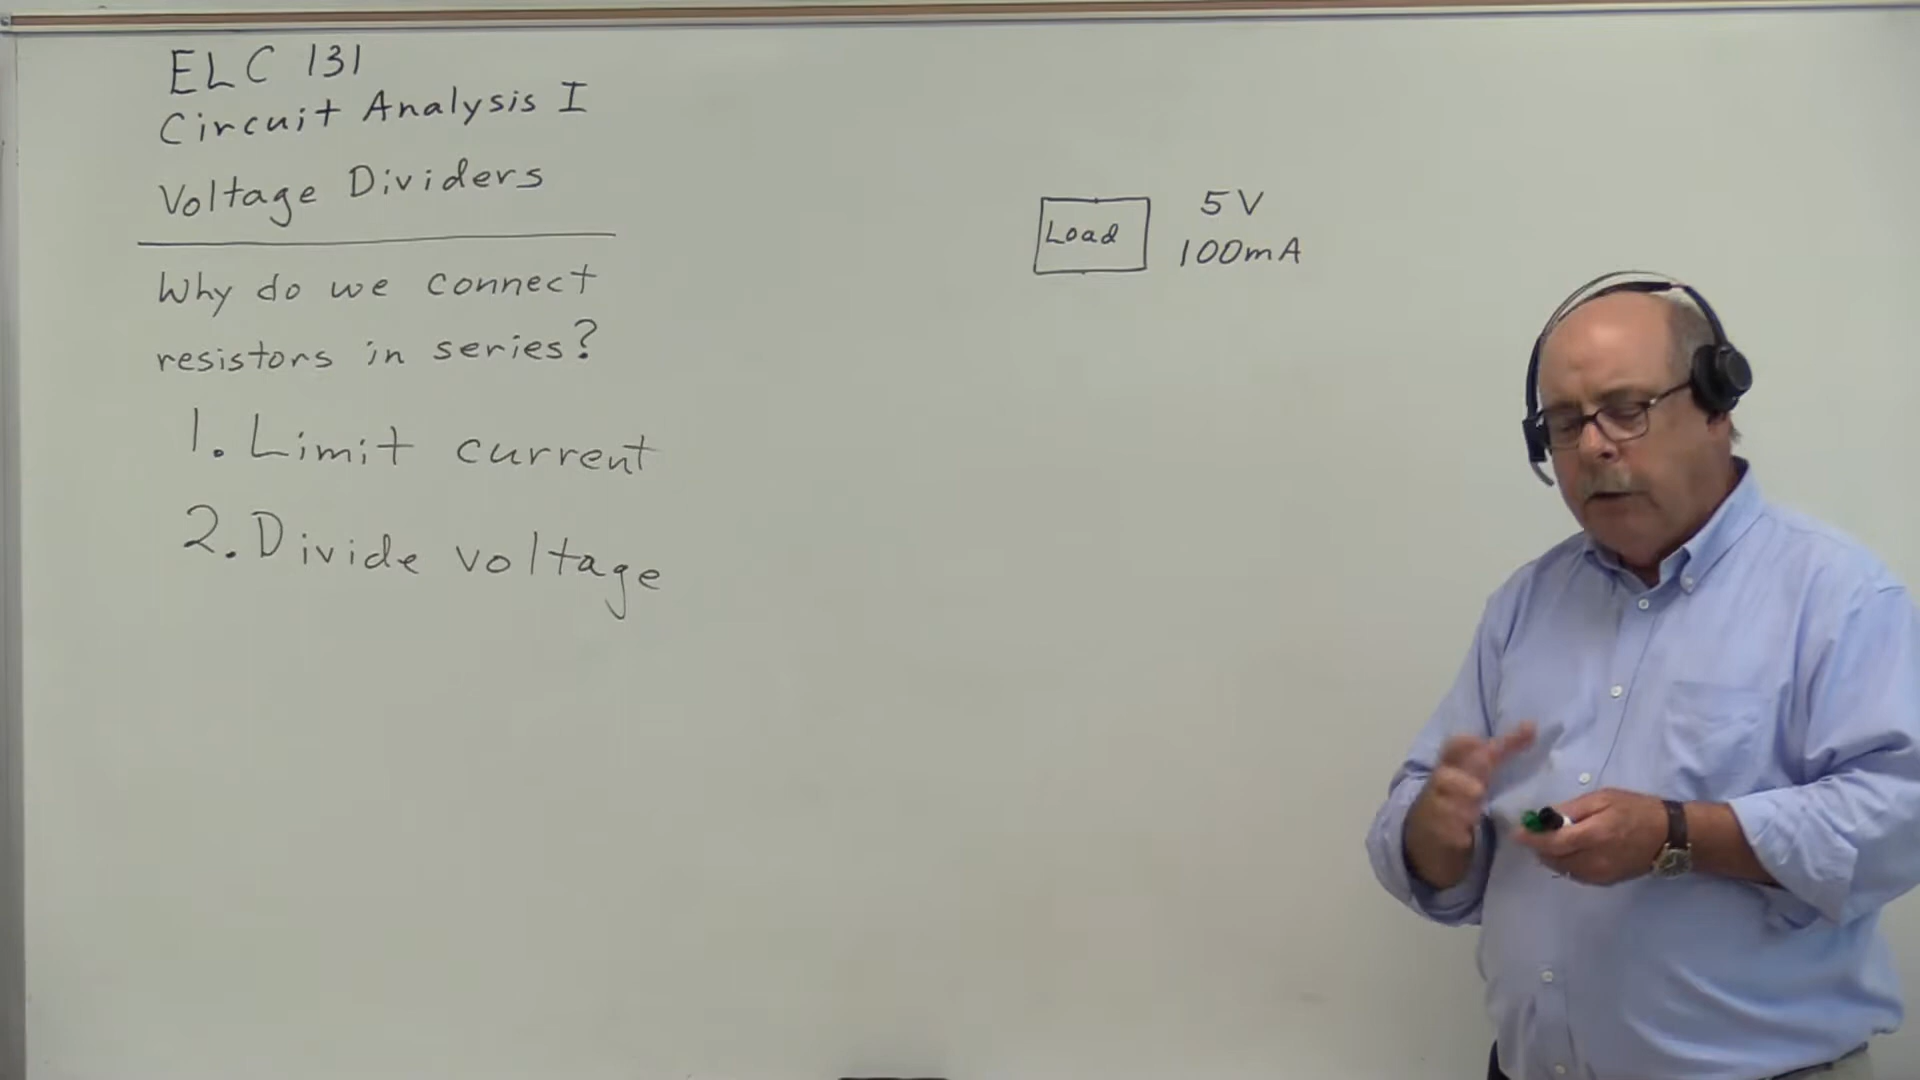 ELC 131
Circuit Analysis I
Voltage Dividers
Why do we connect
resistors in series?
1. Limit current
2. Divide voltage
Load
5V
100mA